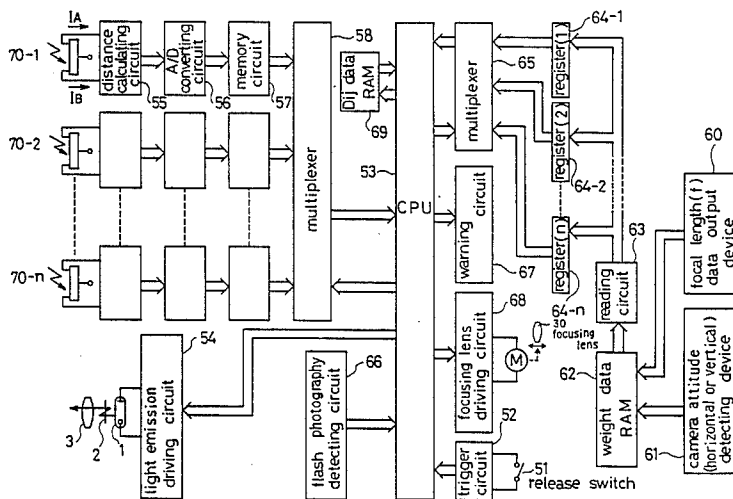 IA
70-1
IB
distance
calculating
circuit
55
A/D
converting
circuit
56
memory
circuit
57
58
multiplexer
Dij data
RAM
69
53
CPU
65
multiplexer
64-1
register(1)
register(2)
64-2
register(n)
64-n
70-2
70-n
warning circuit
67
reading
circuit
63
60
focal length(f)
data output
device
54
light emission
driving circuit
3
2
1
66
flash photography
detecting circuit
68
focusing lens
driving circuit
M
30 focusing
lens
52
trigger
circuit
51
release switch
62
weight data
RAM
camera attitude
(horizontal or vertical)
detecting device
61